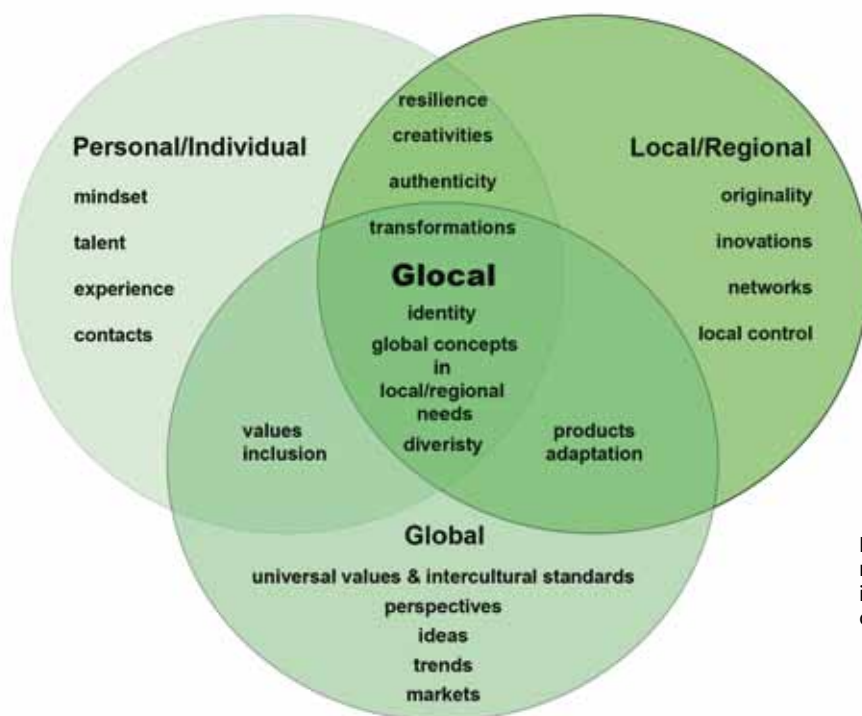 resilience
creativities
authenticity
transformations
Personal/Individual
mindset
talent
experience
contacts
Local/Regional
originality
inovations
networks
local control
Glocal
identity
global concepts
in
local/regional
needs
diveristy
values
inclusion
products
adaptation
Global
universal values & intercultural standards
perspectives
ideas
trends
markets